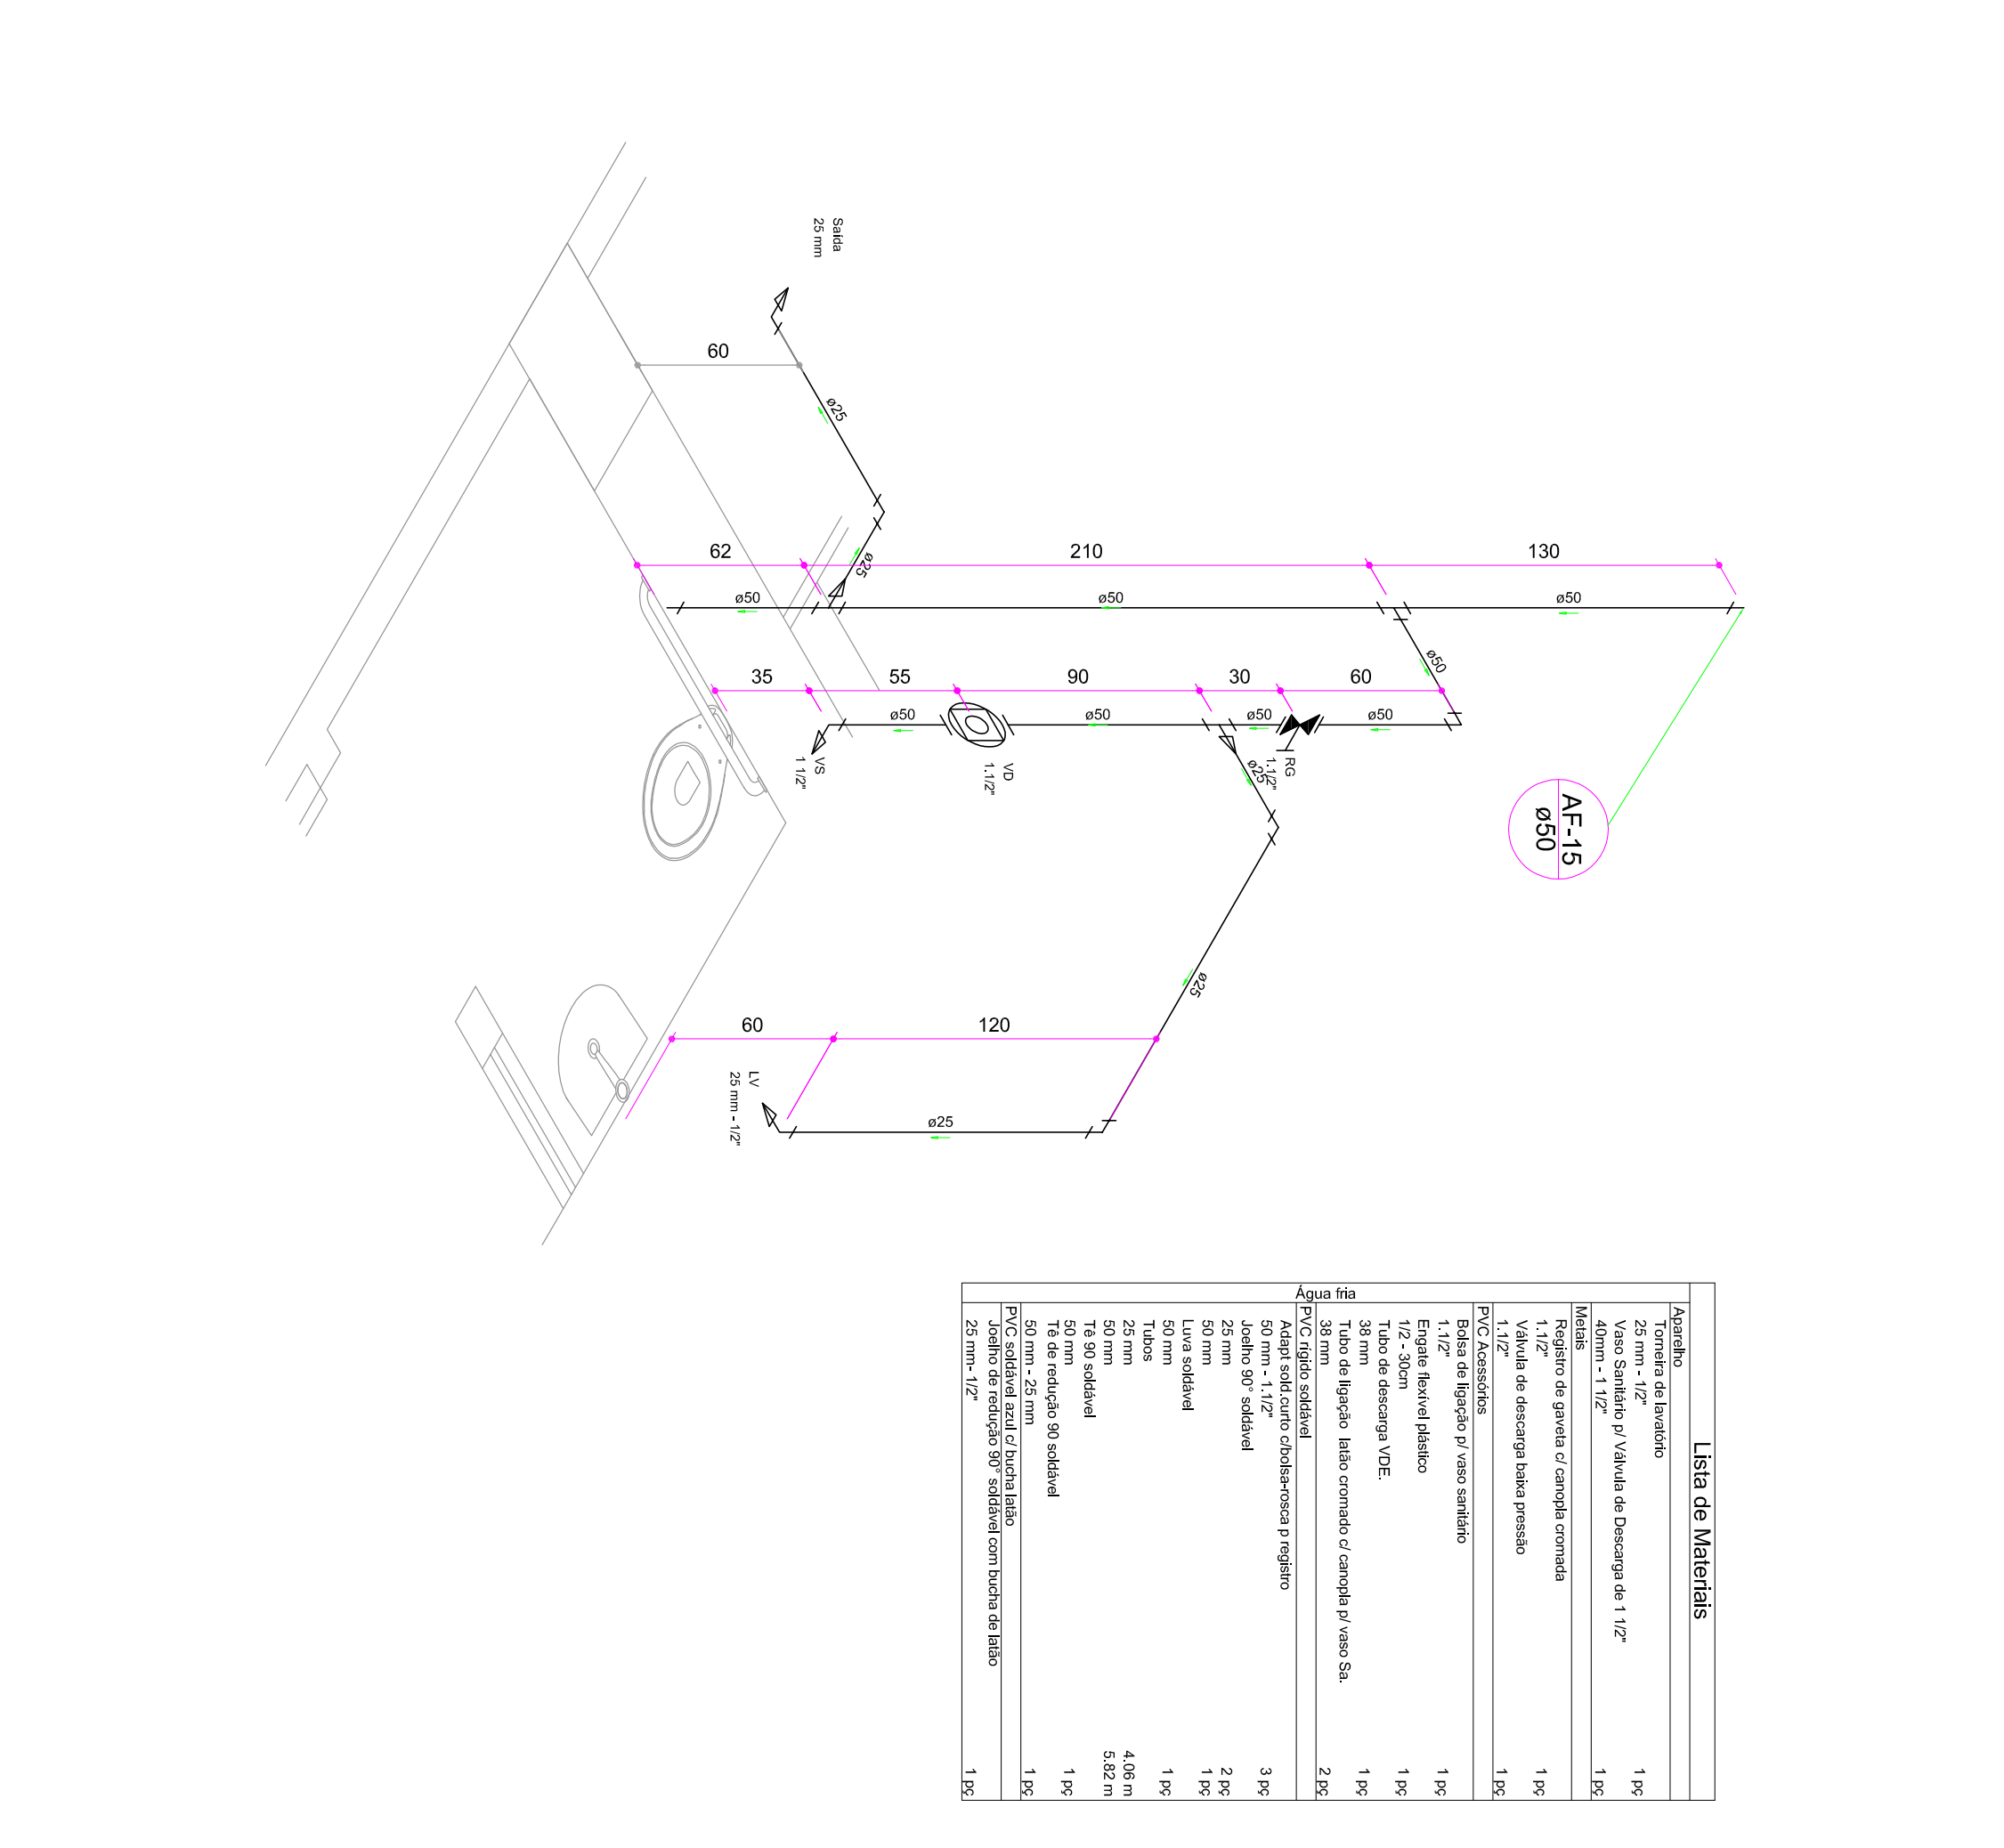 Saída
25 mm
60
ø25
ø25
62
210
130
ø50
ø50
ø50
ø50
35
55
90
30
60
ø50
ø50
ø50
ø50
VS
1 1/2"
VD
1.1/2"
RG
1.1/2"
ø25
AF-15
ø50
ø25
60
120
LV
25 mm - 1/2"
ø25
Lista de Materiais
Água fria
Aparelho
Torneira de lavatório
25 mm - 1/2" 1 pç
Vaso Sanitário p/ Válvula de Descarga de 1 1/2"
40mm - 1 1/2" 1 pç
Metais
Registro de gaveta c/ canopla cromada
1.1/2" 1 pç
Válvula de descarga baixa pressão
1.1/2" 1 pç
PVC Acessórios
Bolsa de ligação p/ vaso sanitário
1.1/2" 1 pç
Engate flexível plástico
1/2 - 30cm 1 pç
Tubo de descarga VDE.
38 mm 1 pç
Tubo de ligação latão cromado c/ canopla p/ vaso Sa.
38 mm 2 pç
PVC rígido soldável
Adapt sold.curto c/bolsa-rosca p registro
50 mm - 1.1/2" 3 pç
Joelho 90° soldável
25 mm 2 pç
50 mm 1 pç
Luva soldável
50 mm 1 pç
Tubos
25 mm 4.06 m
50 mm 5.82 m
Tê 90 soldável
50 mm 1 pç
Tê de redução 90 soldável
50 mm - 25 mm 1 pç
PVC soldável azul c/ bucha latão
Joelho de redução 90° soldável com bucha de latão
25 mm- 1/2" 1 pç